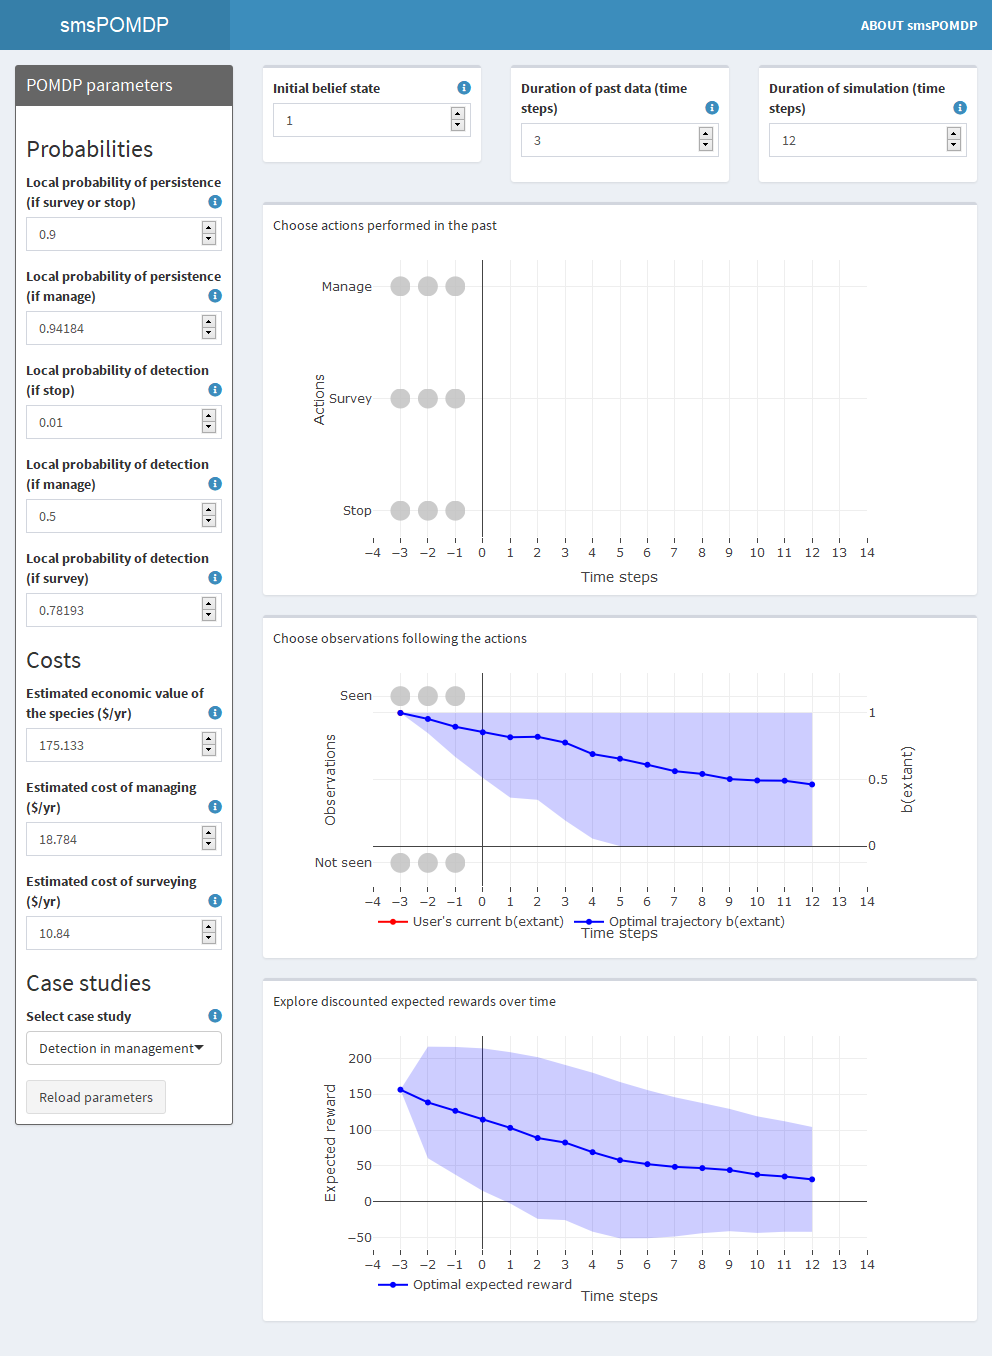 smsPOMDP
ABOUT smsPOMDP
POMDP parameters
Probabilities
Local probability of persistence
(if survey or stop)
0.9
Local probability of persistence
(if manage)
0.94184
Local probability of detection
(if stop)
0.01
Local probability of detection
(if manage)
0.5
Local probability of detection
(if survey)
0.78193
Costs
Estimated economic value of
the species ($/yr)
175.133
Estimated cost of managing
($/yr)
18.784
Estimated cost of surveying
($/yr)
10.84
Case studies
Select case study
Detection in management
Reload parameters
Initial belief state
1
Duration of past data (time
steps)
3
Duration of simulation (time
steps)
12
Choose actions performed in the past
Manage
Survey
Stop
Actions
−4 −3 −2 −1 0 1 2 3 4 5 6 7 8 9 10 11 12 13 14
Time steps
Choose observations following the actions
Seen
Not seen
Observations
1
0.5
0
b(extant)
−4 −3 −2 −1 0 1 2 3 4 5 6 7 8 9 10 11 12 13 14
User's current b(extant) Optimal trajectory b(extant)
Time steps
Explore discounted expected rewards over time
200
150
100
50
0
−50
Expected reward
−4 −3 −2 −1 0 1 2 3 4 5 6 7 8 9 10 11 12 13 14
Optimal expected reward
Time steps